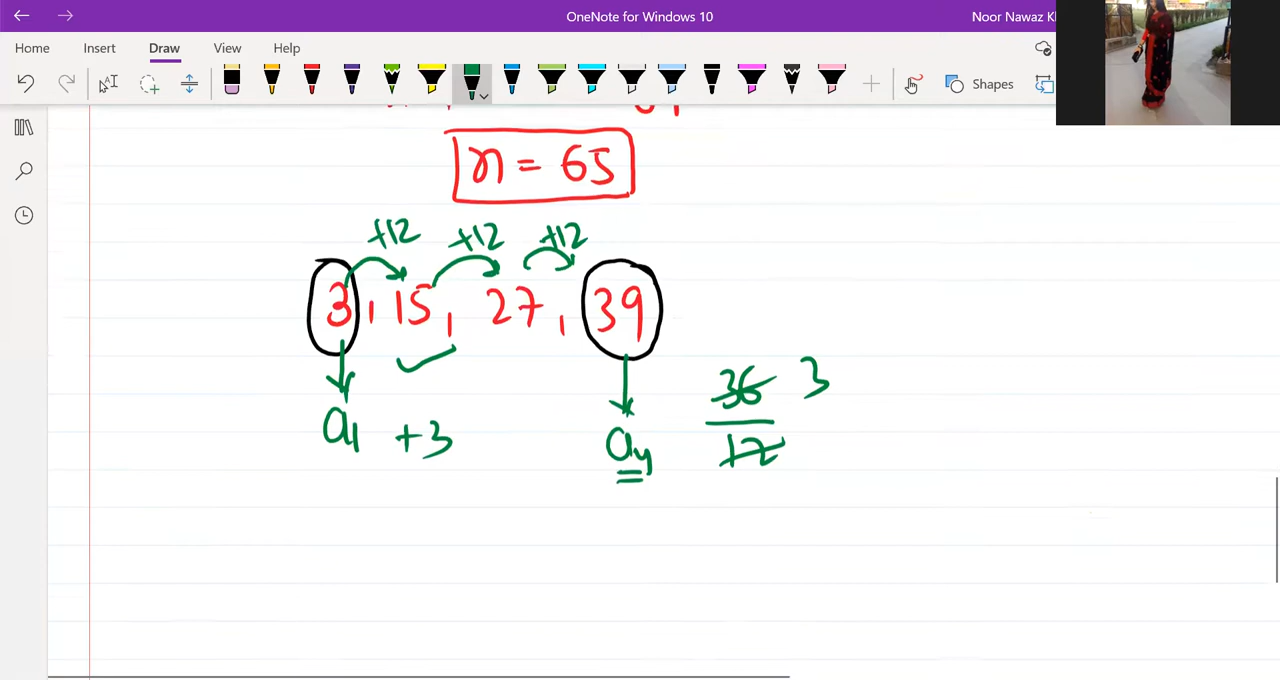 OneNote for Windows 10
Noor Nawaz Kh
Home Insert Draw View Help
Shapes
n = 65
+12 +12 +12
3, 15, 27, 39
a1 +3
a4
36 3
12